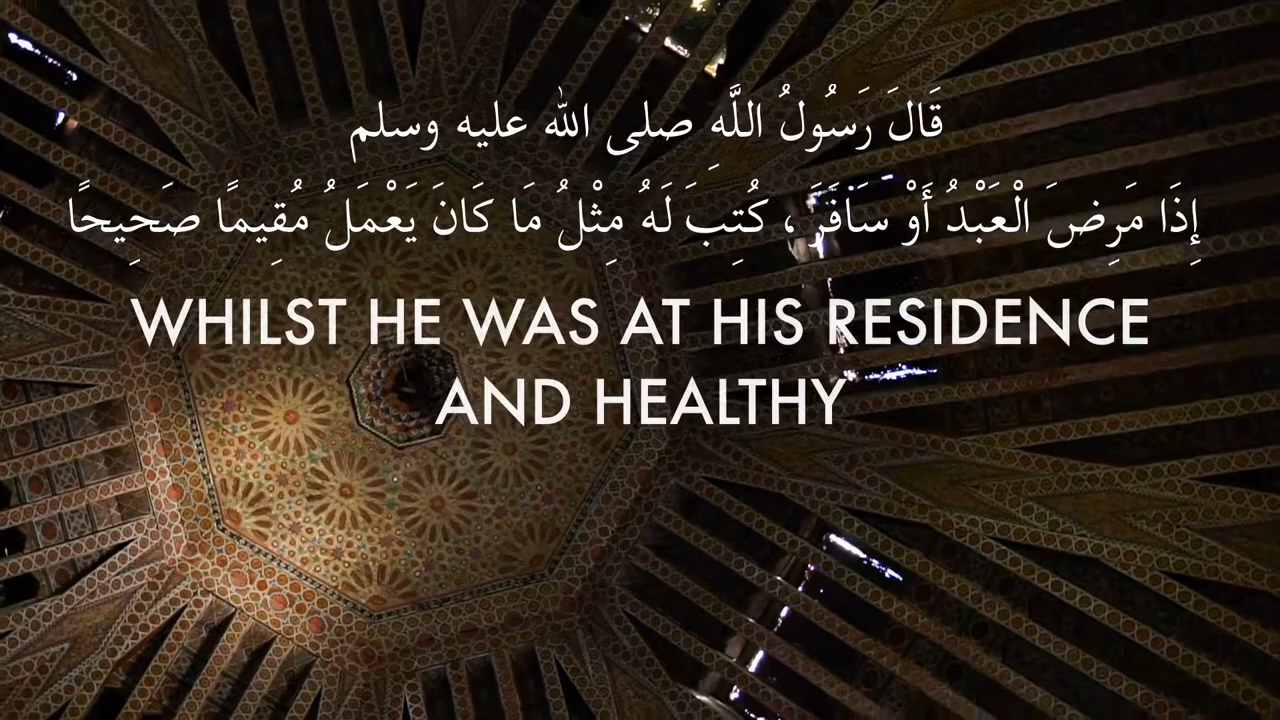 قَالَ رَسُولُ اللَّهِ صلى الله عليه وسلم
إِذَا مَرِضَ الْعَبْدُ أَوْ سَافَرَ ، كُتِبَ لَهُ مِثْلُ مَا كَانَ يَعْمَلُ مُقِيمًا صَحِيحًا
WHILST HE WAS AT HIS RESIDENCE
AND HEALTHY